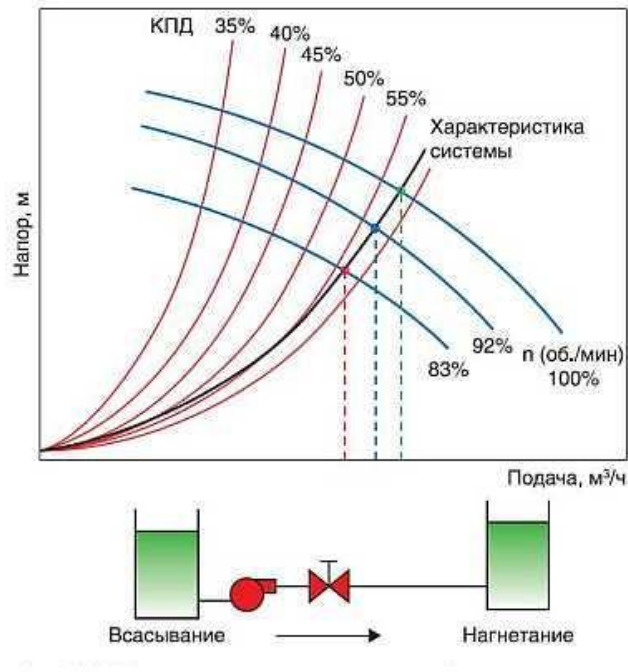 КПД 35%
40%
45%
50%
55%
Характеристика
системы
Напор, м
83%
92%
n (об./мин)
100%
Подача, м³/ч
Всасывание
Нагнетание